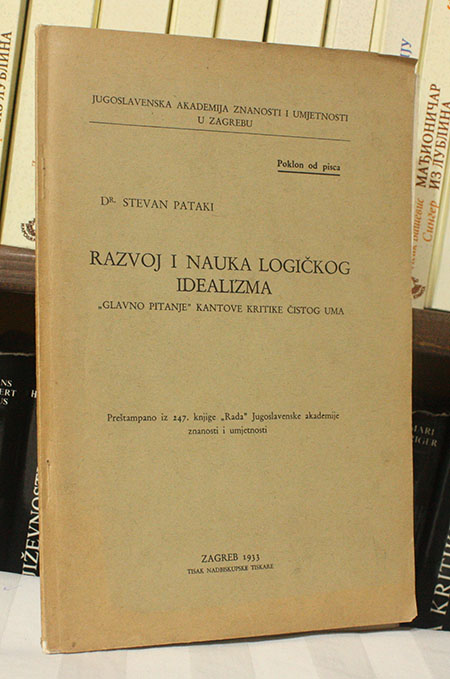 JUGOSLAVENSKA AKADEMIJA ZNANOSTI I UMJETNOSTI
U ZAGREBU
Poklon od pisca
DR. STEVAN PATAKI
RAZVOJ I NAUKA LOGIČKOG
IDEALIZMA
„GLAVNO PITANJE" KANTOVE KRITIKE ČISTOG UMA
Preštampano iz 247. knjige „Rada" Jugoslavenske akademije
znanosti i umjetnosti
ZAGREB 1933
TISAK NADBISKUPSKE TISKARE
ИЗ ЛУБЛИНА
Сингер
МАЂИОНИЧАР
ИЗ ЛУБЛИНА